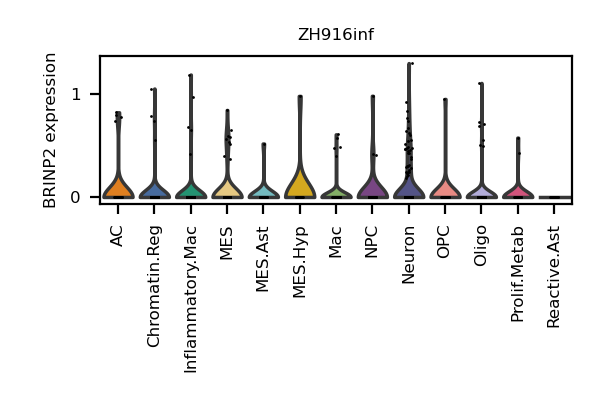 ZH916inf
BRINP2 expression
1
0
AC
Chromatin.Reg
Inflammatory.Mac
MES
MES.Ast
MES.Hyp
Mac
NPC
Neuron
OPC
Oligo
Prolif.Metab
Reactive.Ast